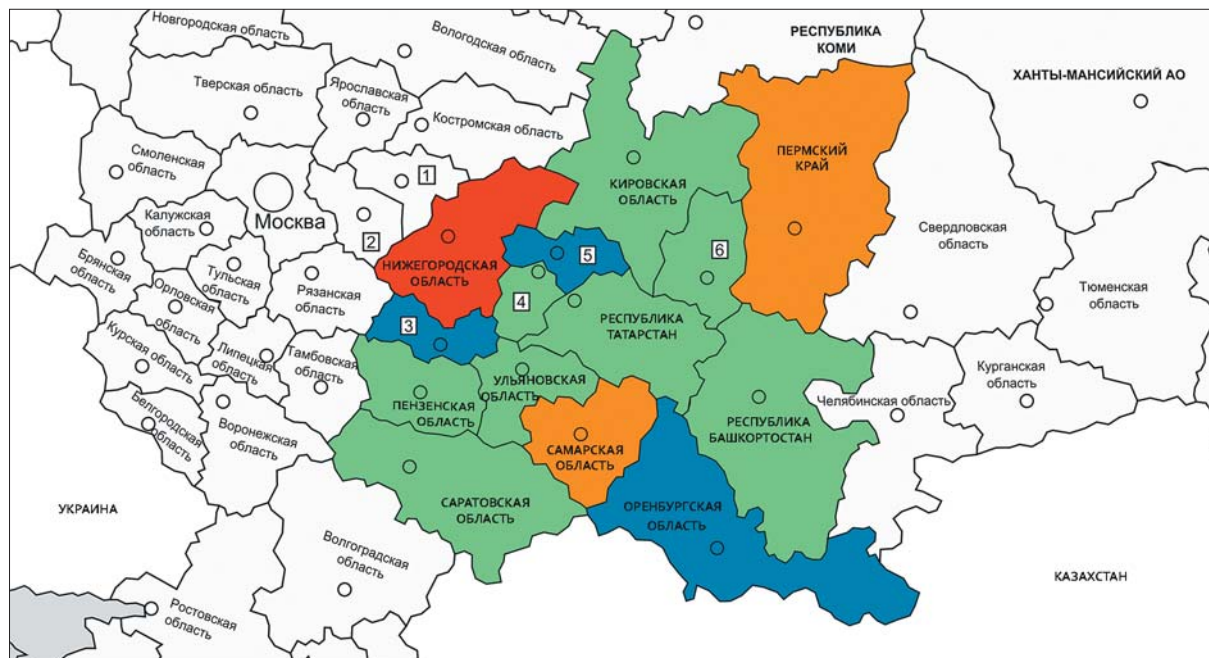 Новгородская область
Вологодская
область
РЕСПУБЛИКА
КОМИ
ХАНТЫ-МАНСИЙСКИЙ АО
Тверская область
Ярославская
область
Костромская область
Смоленская
область
1
ПЕРМСКИЙ
КРАЙ
КИРОВСКАЯ
ОБЛАСТЬ
Калужская
область
Москва
2
Свердловская
область
Брянская
область
Тульская
область
Рязанская
область
НИЖЕГОРОДСКАЯ
ОБЛАСТЬ
5
6
Тюменская
область
Орловская
область
4
РЕСПУБЛИКА
ТАТАРСТАН
3
Курская
область
Липецкая
область
Тамбовская
область
УЛЬЯНОВСКАЯ
ОБЛАСТЬ
Курганская
область
Белгородская
область
Воронежская
область
ПЕНЗЕНСКАЯ
ОБЛАСТЬ
Челябинская область
РЕСПУБЛИКА
БАШКОРТОСТАН
САМАРСКАЯ
ОБЛАСТЬ
УКРАИНА
САРАТОВСКАЯ
ОБЛАСТЬ
ОРЕНБУРГСКАЯ
ОБЛАСТЬ
Волгоградская
область
КАЗАХСТАН
Ростовская
область